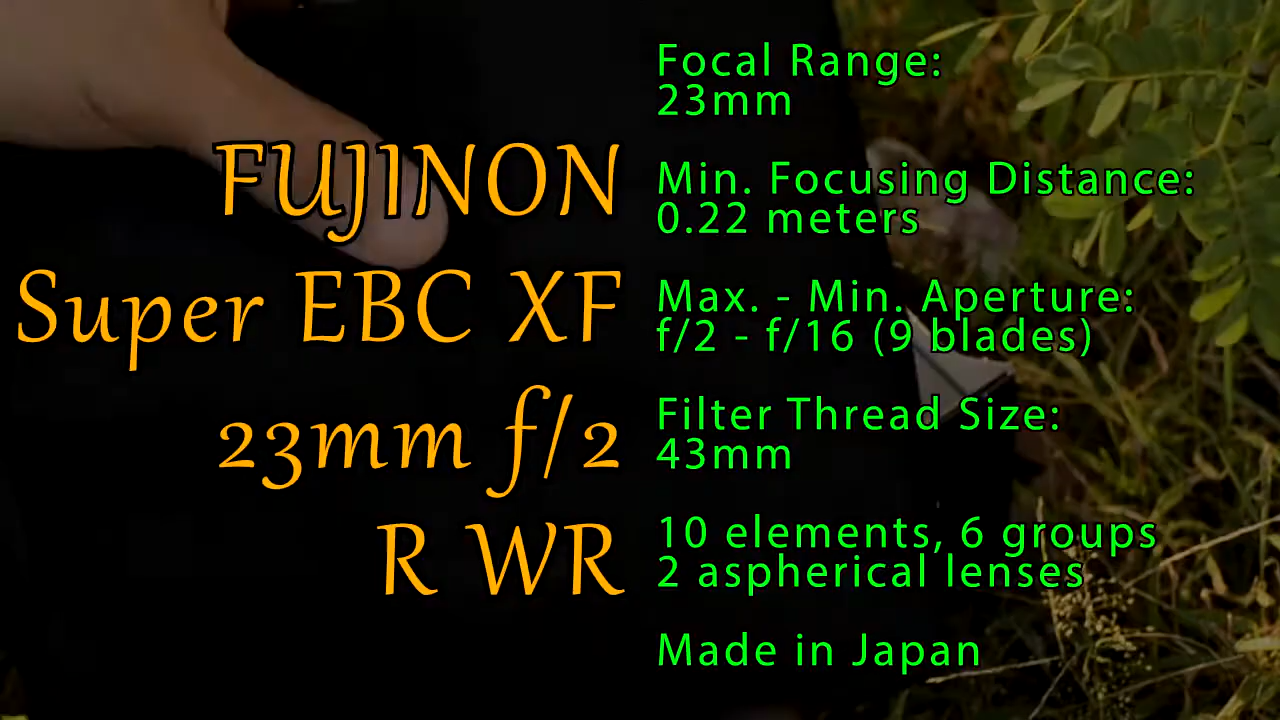 FUJINON
Super EBC XF
23mm f/2
R WR
Focal Range:
23mm
Min. Focusing Distance:
0.22 meters
Max. - Min. Aperture:
f/2 - f/16 (9 blades)
Filter Thread Size:
43mm
10 elements, 6 groups
2 aspherical lenses
Made in Japan